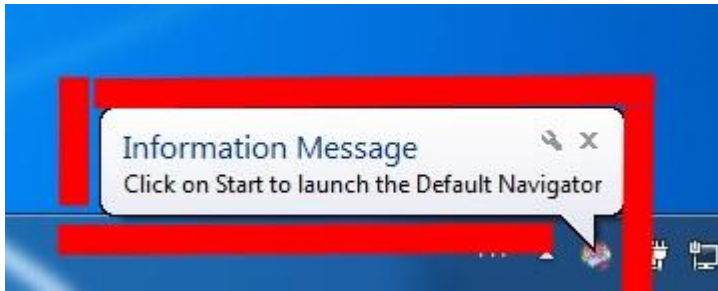 Information Message
Click on Start to launch the Default Navigator